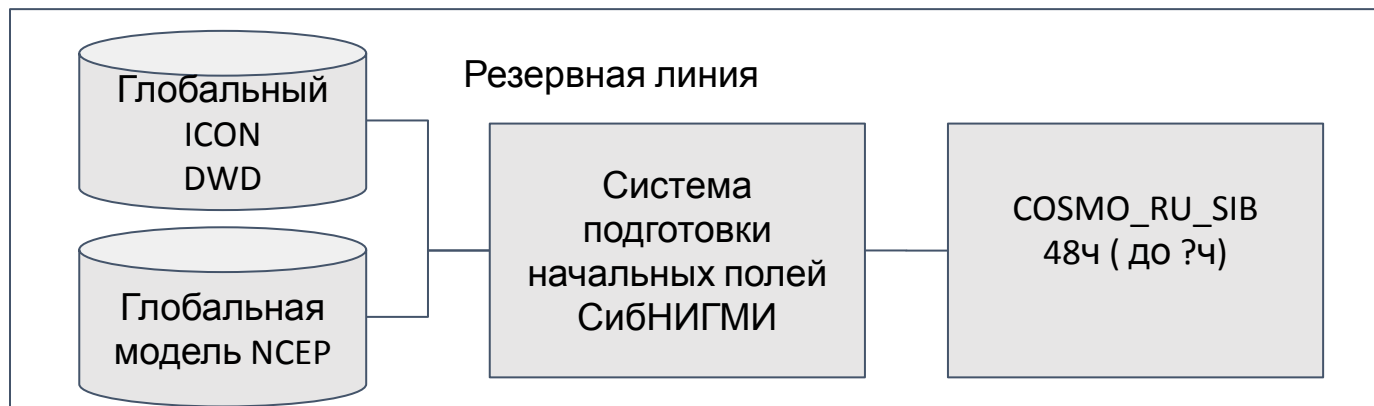 Резервная линия
Глобальный
ICON
DWD
Глобальная
модель NCEP
Система
подготовки
начальных полей
СибНИГМИ
COSMO_RU_SIB
48ч ( до ?ч)